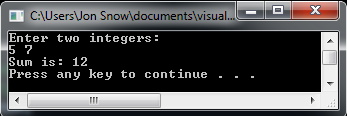 C:\Users\Jon Snow\documents\visual...
Enter two integers:
5 7
Sum is: 12
Press any key to continue . . .